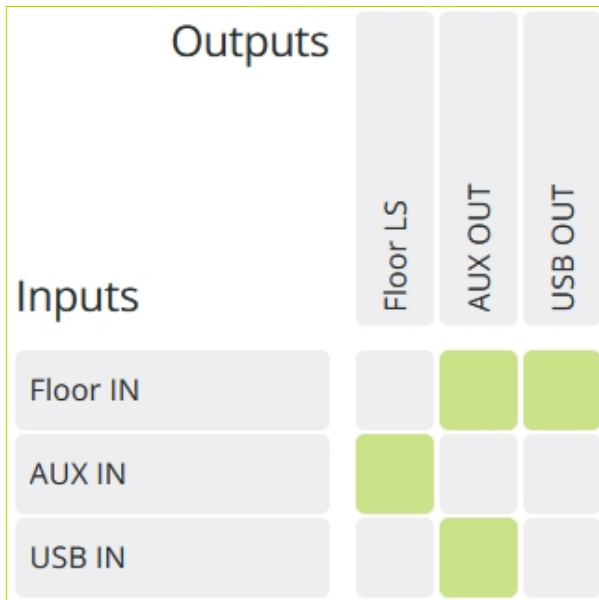 Outputs
Floor LS
AUX OUT
USB OUT
Inputs
Floor IN
AUX IN
USB IN